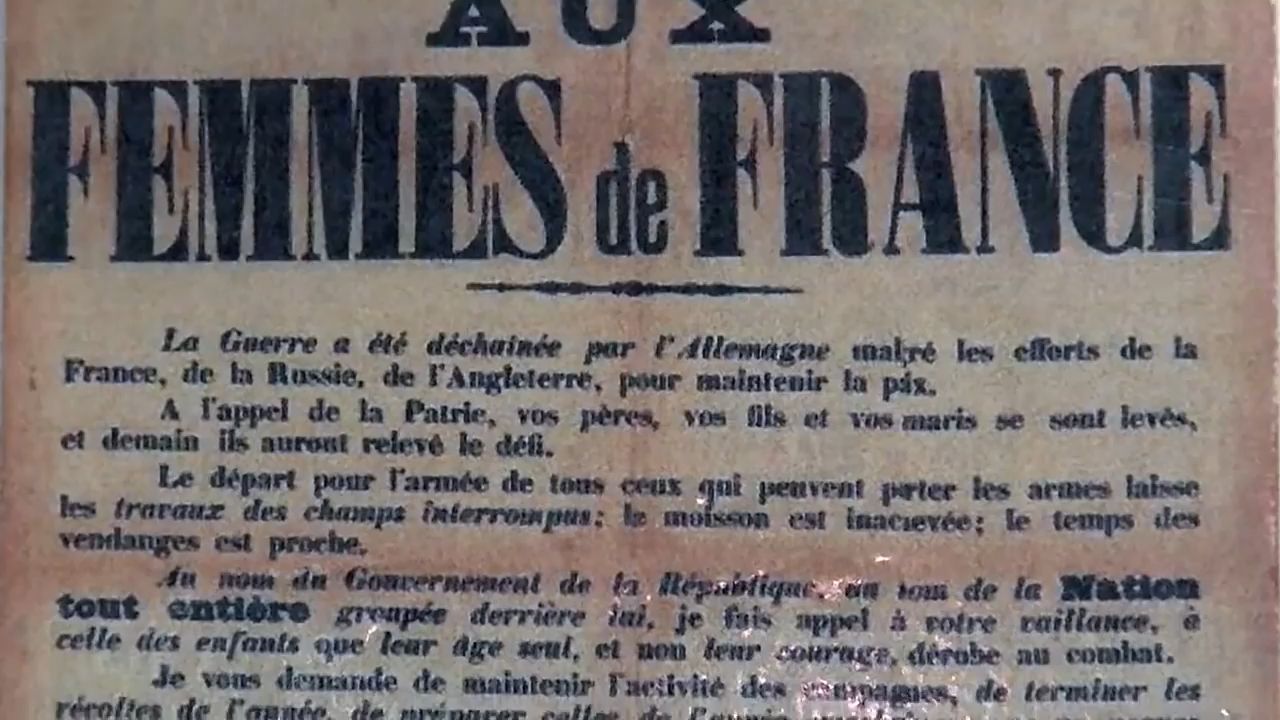 AUX
FEMMES de FRANCE
La Guerre a été déchainée par l'Allemagne malgré les efforts de la
France, de la Russie, de l'Angleterre, pour maintenir la paix.
A l'appel de la Patrie, vos pères, vos fils et vos maris se sont levés,
et demain ils auront relevé le défi.
Le départ pour l'armée de tous ceux qui peuvent porter les armes laisse
les travaux des champs interrompus; la moisson est inachevée; le temps des
vendanges est proche.
Au nom du Gouvernement de la République, au nom de la Nation
tout entière groupée derrière lui, je fais appel à votre vaillance, à
celle des enfants que leur âge seul, et non leur courage, dérobe au combat.
Je vous demande de maintenir l'activité des campagnes, de terminer les
récoltes de l'année, de préparer celles de l'année